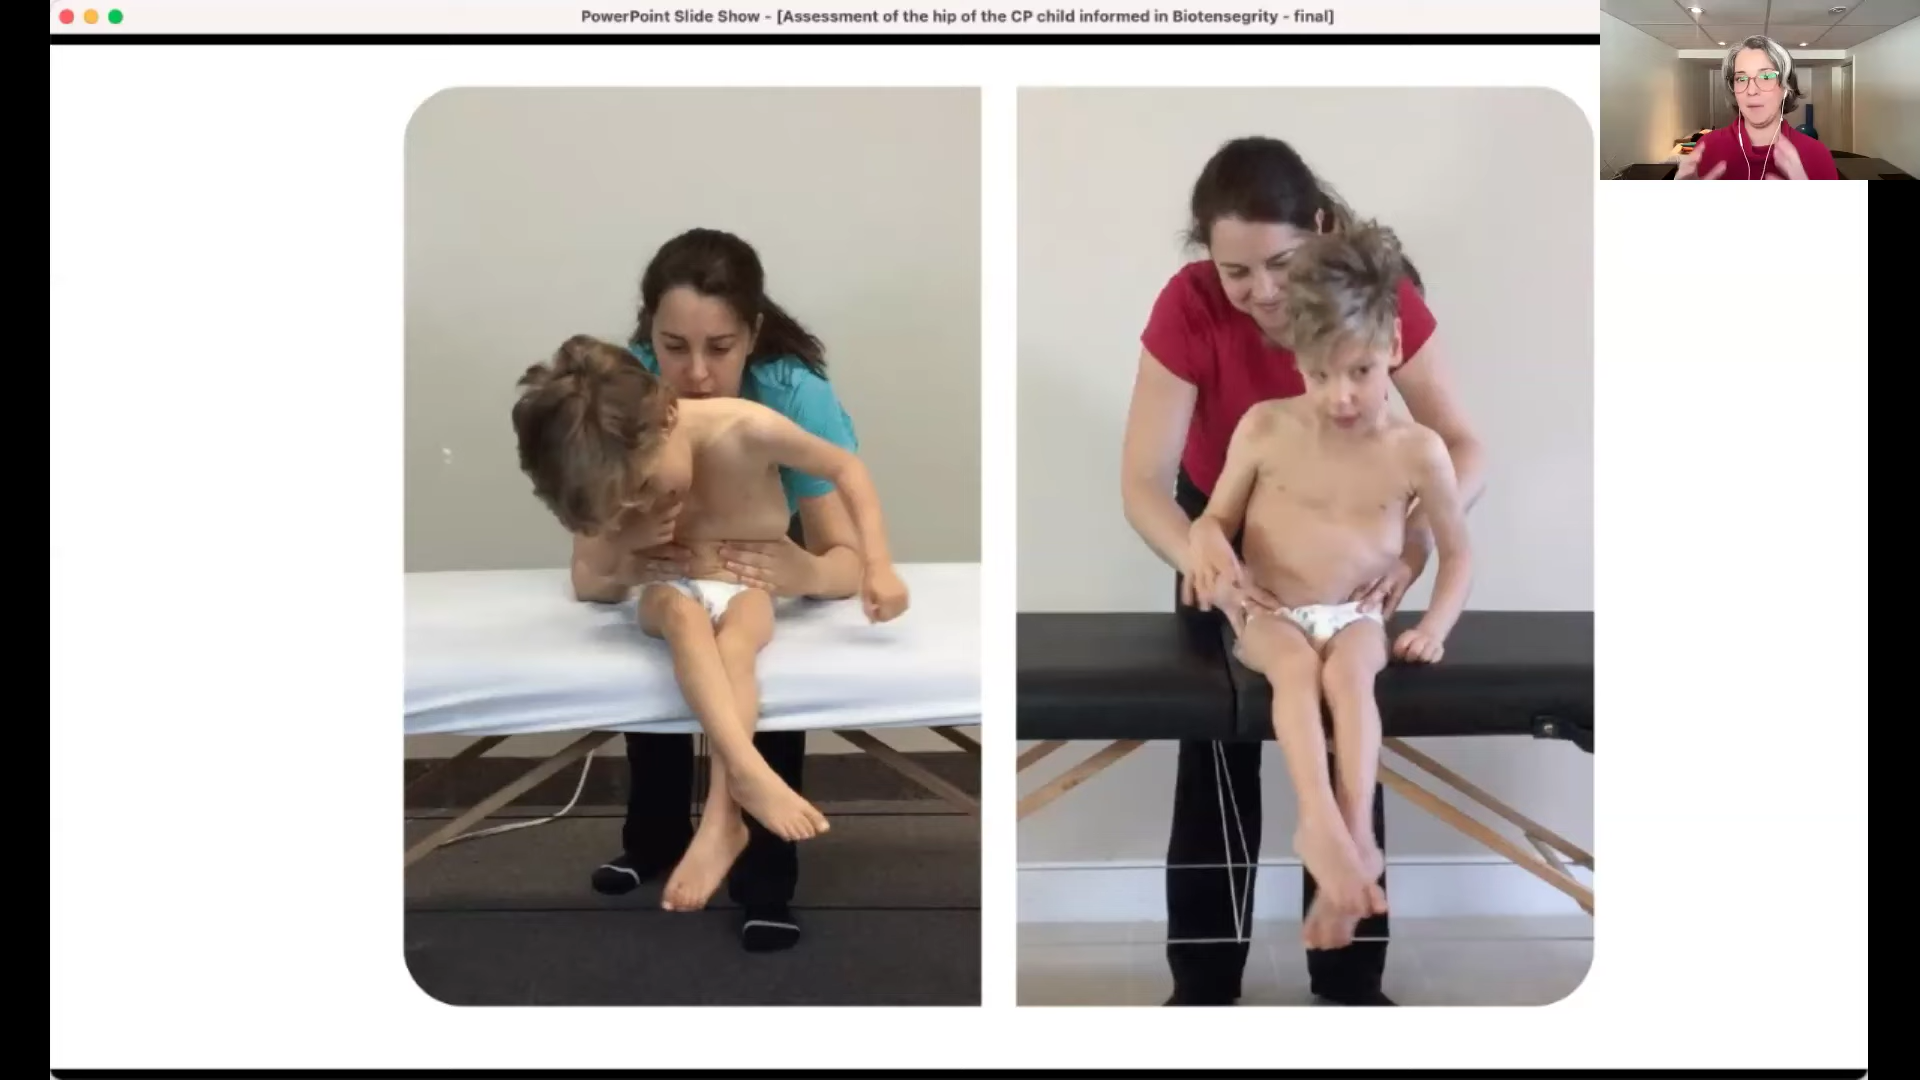 PowerPoint Slide Show - [Assessment of the hip of the CP child informed in Biotensegrity - final]